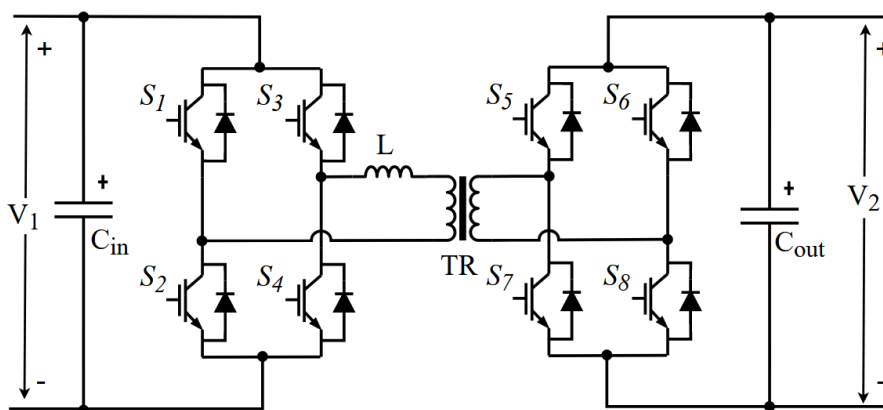 +
+
S1
S3
S5
S6
L
+
+
V1
Cin
V2
Cout
TR
S2
S4
S7
S8
-
-